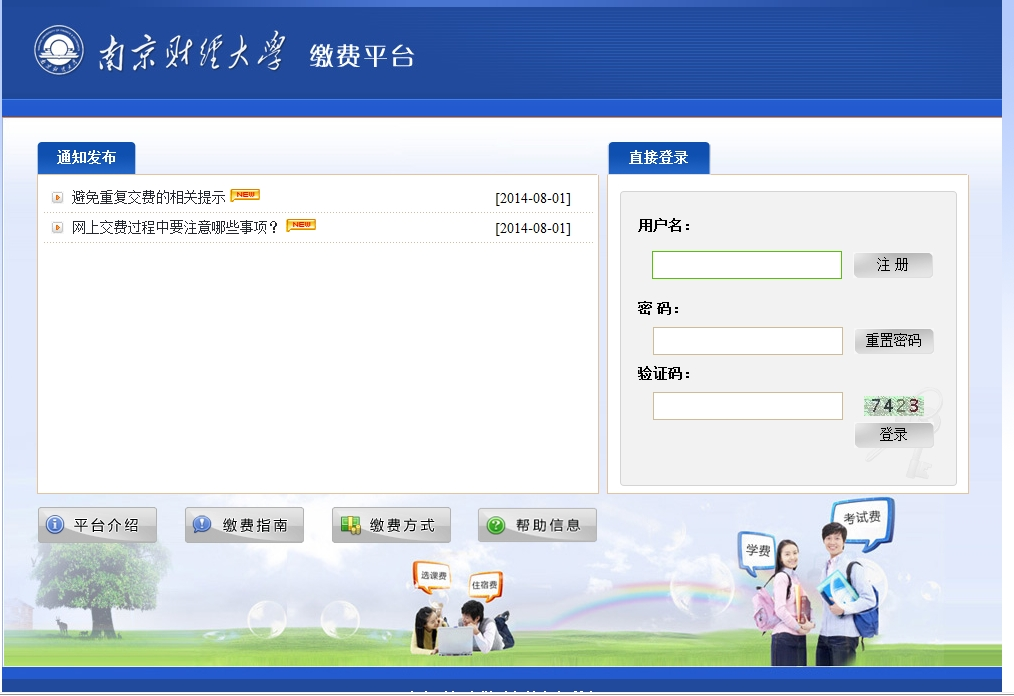 南京财经大学 缴费平台
通知发布
避免重复交费的相关提示 NEW [2014-08-01]
网上交费过程中要注意哪些事项? NEW [2014-08-01]
直接登录
用户名：
注 册
密 码：
重置密码
验证码：
7423
登录
平台介绍 缴费指南 缴费方式 帮助信息
考试费
学费
选课费
住宿费